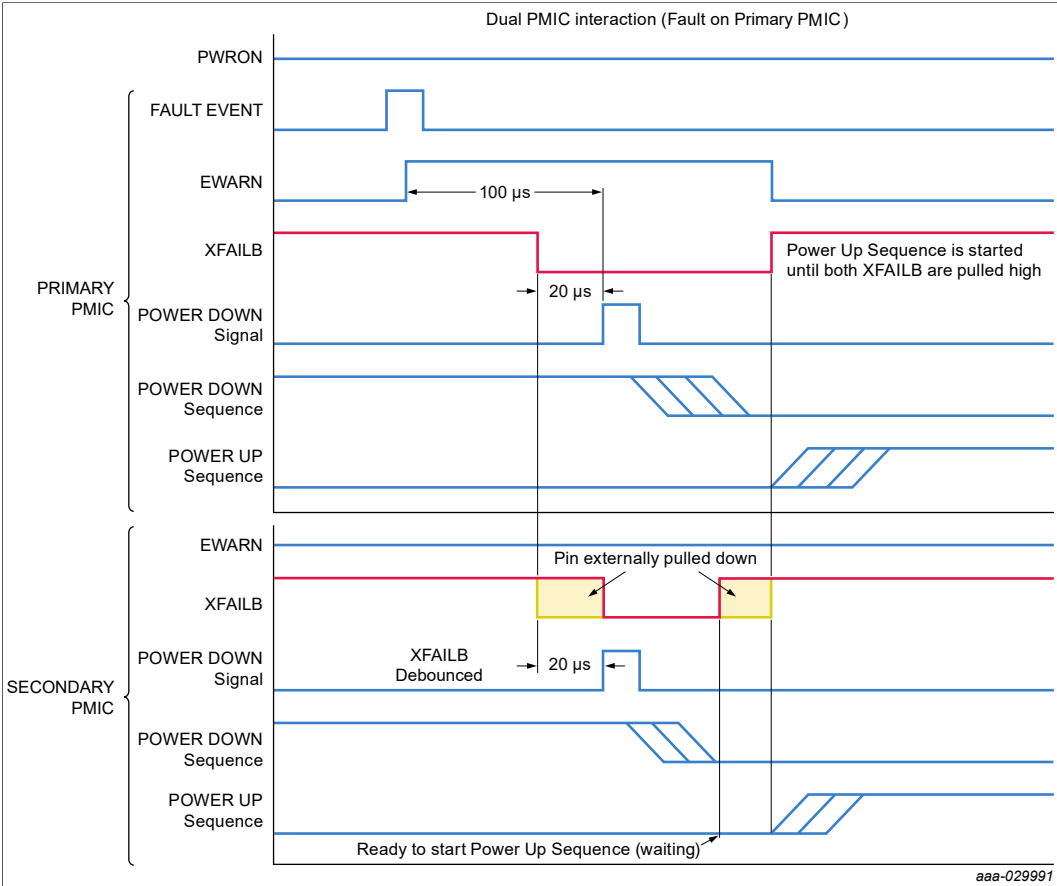 Dual PMIC interaction (Fault on Primary PMIC)
PWRON
FAULT EVENT
EWARN
100 µs
XFAILB
Power Up Sequence is started
until both XFAILB are pulled high
PRIMARY
PMIC
20 µs
POWER DOWN
Signal
POWER DOWN
Sequence
POWER UP
Sequence
EWARN
Pin externally pulled down
XFAILB
POWER DOWN
Signal
XFAILB
Debounced
20 µs
SECONDARY
PMIC
POWER DOWN
Sequence
POWER UP
Sequence
Ready to start Power Up Sequence (waiting)
aaa-029991